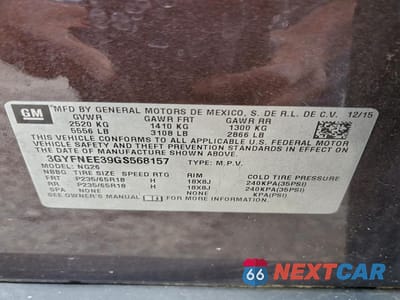 GM
MFD BY GENERAL MOTORS DE MEXICO, S. DE R.L. DE C.V. 12/15
GVWR GAWR FRT GAWR RR
2520 KG 1410 KG 1300 KG
5556 LB 3108 LB 2866 LB
THIS VEHICLE CONFORMS TO ALL APPLICABLE U.S. FEDERAL
MOTOR VEHICLE SAFETY, BUMPER, AND THEFT PREVENTION
STANDARDS IN EFFECT ON THE DATE OF MANUFACTURE SHOWN ABOVE.
3GYFNEE39GS568157 TYPE: M.P.V.
NG26
NBBG TIRE SIZE SPEED RTG RIM COLD TIRE PRESSURE
FRT P235/65R18 H 18X8J 240KPA(35PSI)
RR P235/65R18 H 18X8J 240KPA(35PSI)
SEE OWNER'S MANUAL FOR MORE INFORMATION. KPA(PSI)
66 NEXTCAR